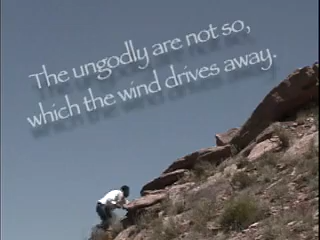 The ungodly are not so,
which the wind drives away.